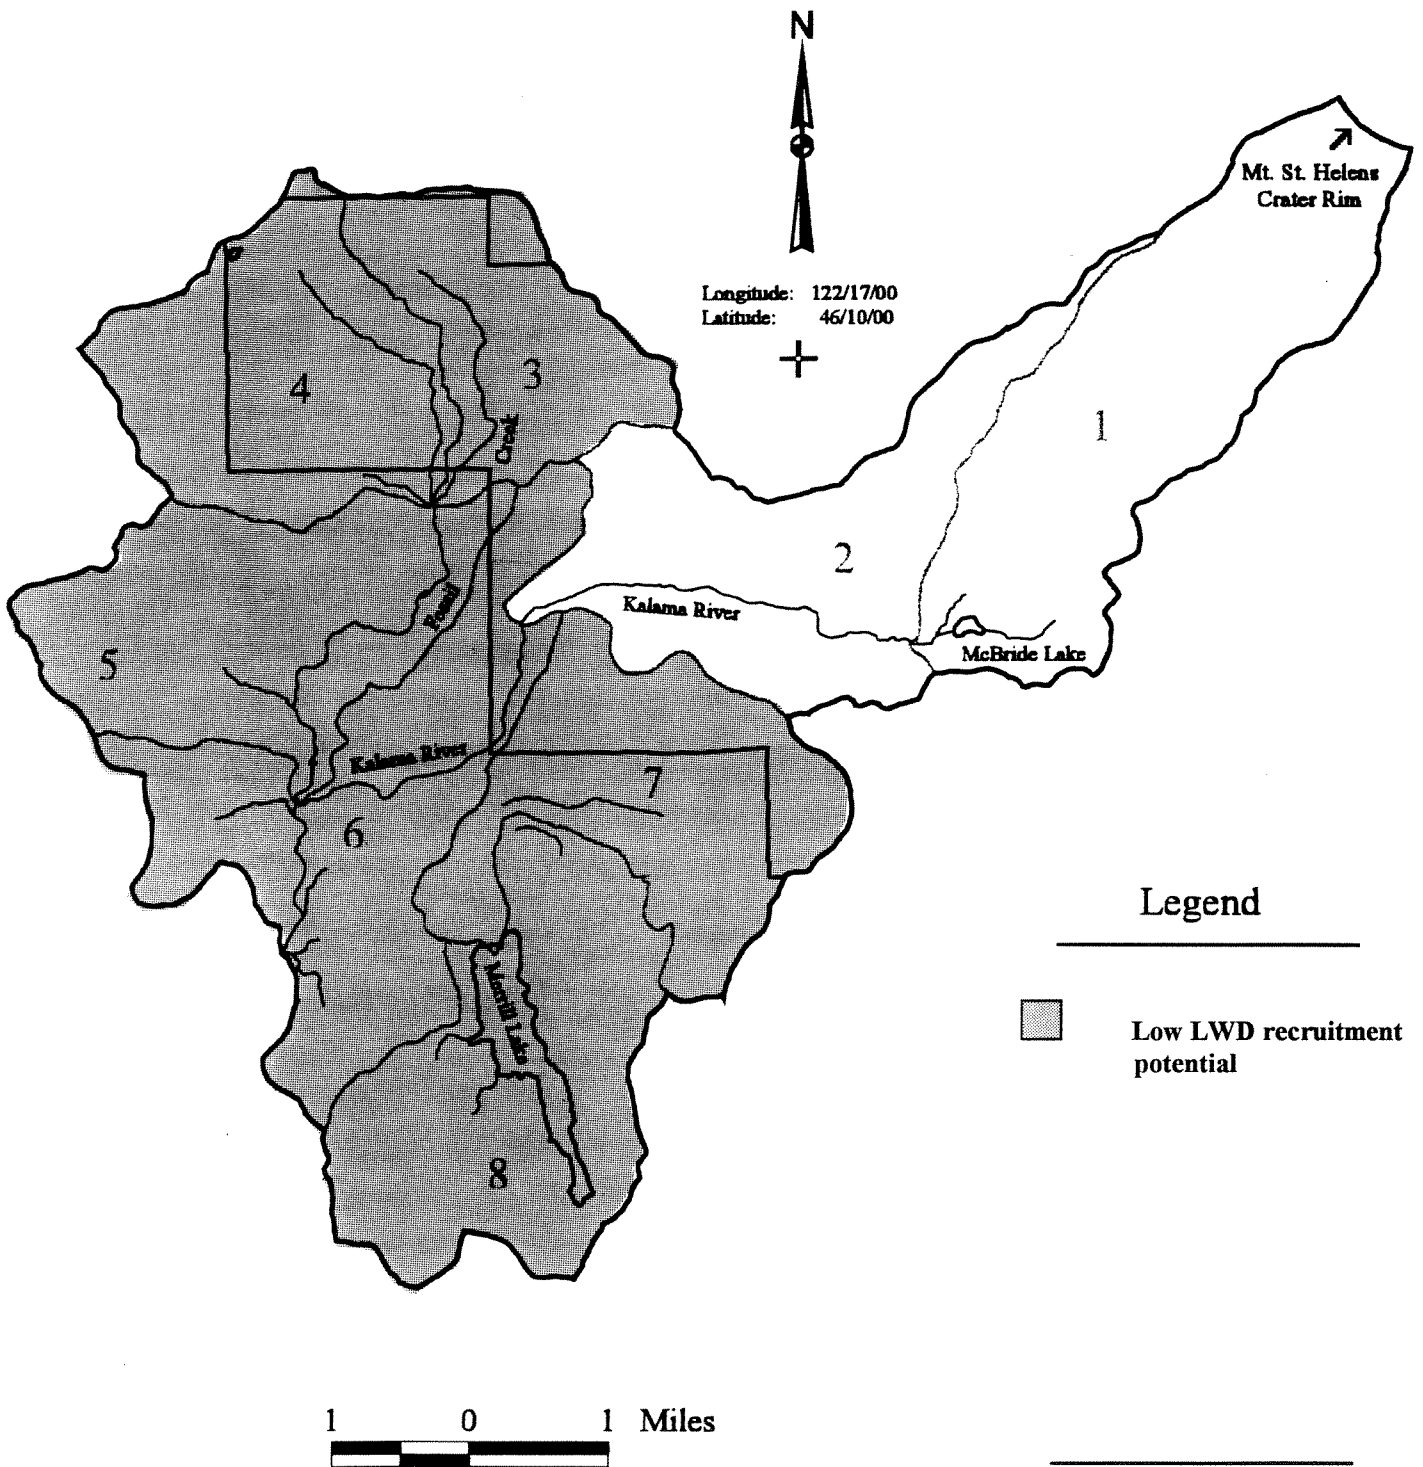 N
Mt. St. Helens
Crater Rim
Longitude: 122/17/00
Latitude: 46/10/00
4
3
Creek
1
2
Kalama River
McBride Lake
Fossil
5
Kalama River
7
6
Legend
Merrill Lake
Low LWD recruitment
potential
8
1 0 1 Miles